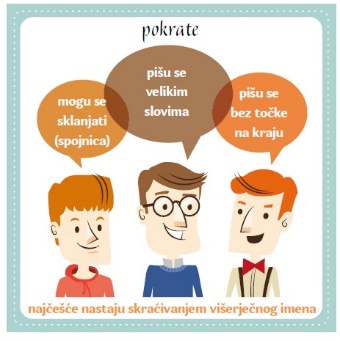 pokrate
mogu se
sklanjati
(spojnica)
pišu se
velikim
slovima
pišu se
bez točke
na kraju
najčešće nastaju skraćivanjem višerječnog imena